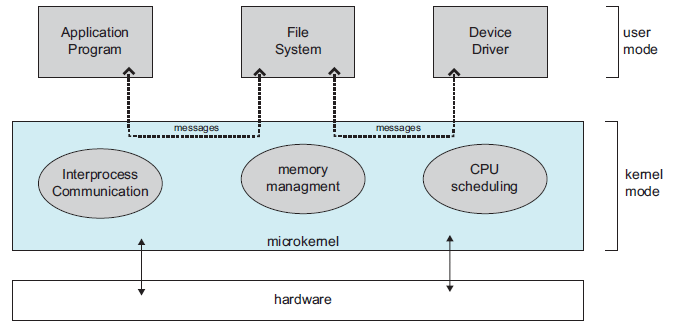 Application
Program
File
System
Device
Driver
user
mode
messages
messages
Interprocess
Communication
memory
managment
CPU
scheduling
kernel
mode
microkernel
hardware